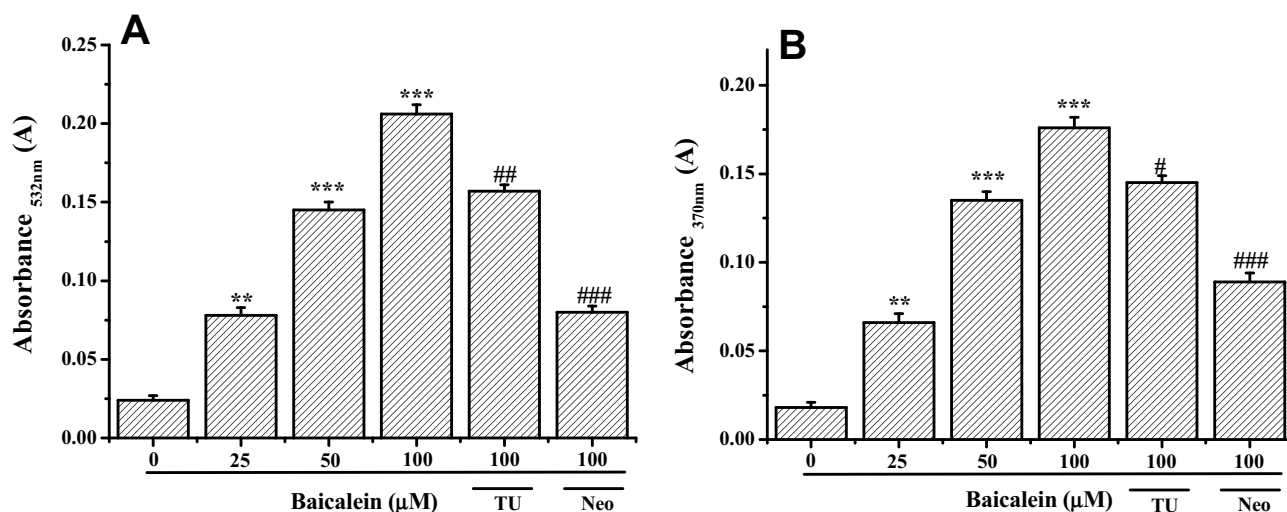 A
Absorbance 532nm (A)
0.25
0.20
0.15
0.10
0.05
0.00
**
***
***
##
###
0 25 50 100 100 100
Baicalein (μM) TU Neo
B
Absorbance 370nm (A)
0.20
0.15
0.10
0.05
0.00
**
***
***
#
###
0 25 50 100 100 100
Baicalein (μM) TU Neo